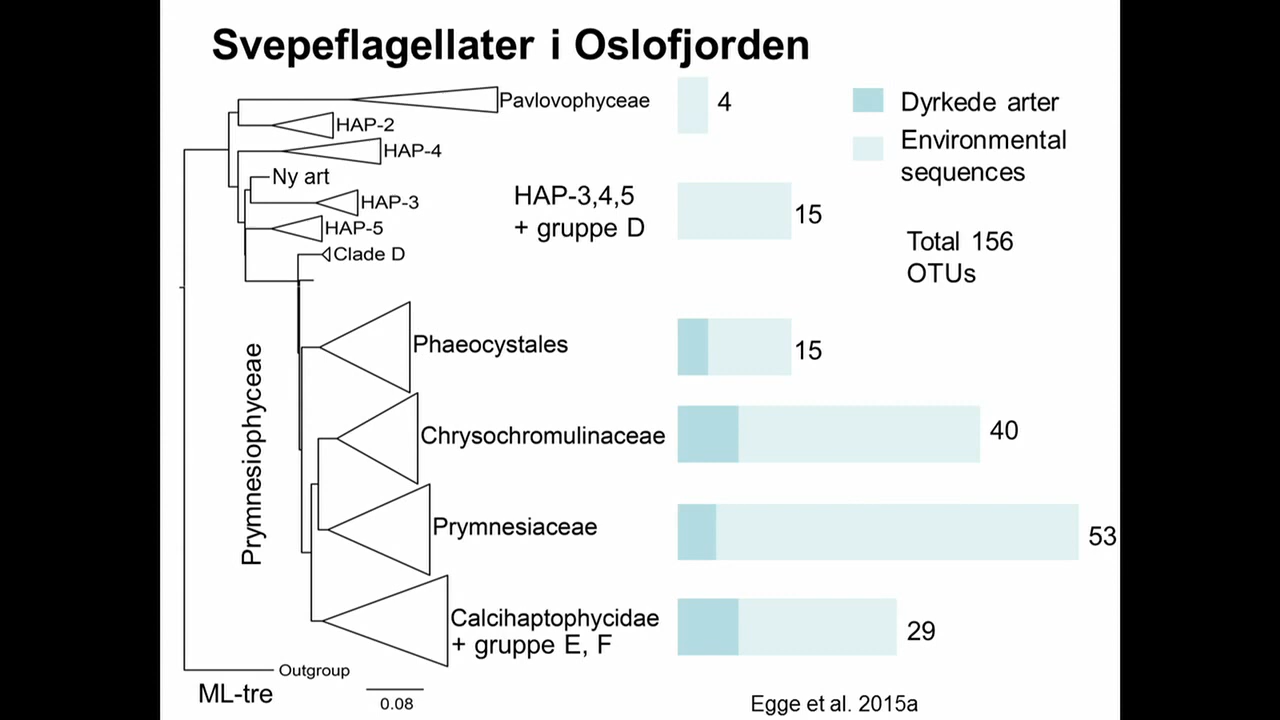 Svepeflagellater i Oslofjorden
Pavlovophyceae
4
Dyrkede arter
HAP-2
Environmental
sequences
HAP-4
Ny art
HAP-3
HAP-3,4,5
+ gruppe D
15
HAP-5
Clade D
Total 156
OTUs
Prymnesiophyceae
Phaeocystales
15
Chrysochromulinaceae
40
Prymnesiaceae
53
Calcihaptophycidae
+ gruppe E, F
29
Outgroup
ML-tre
0.08
Egge et al. 2015a